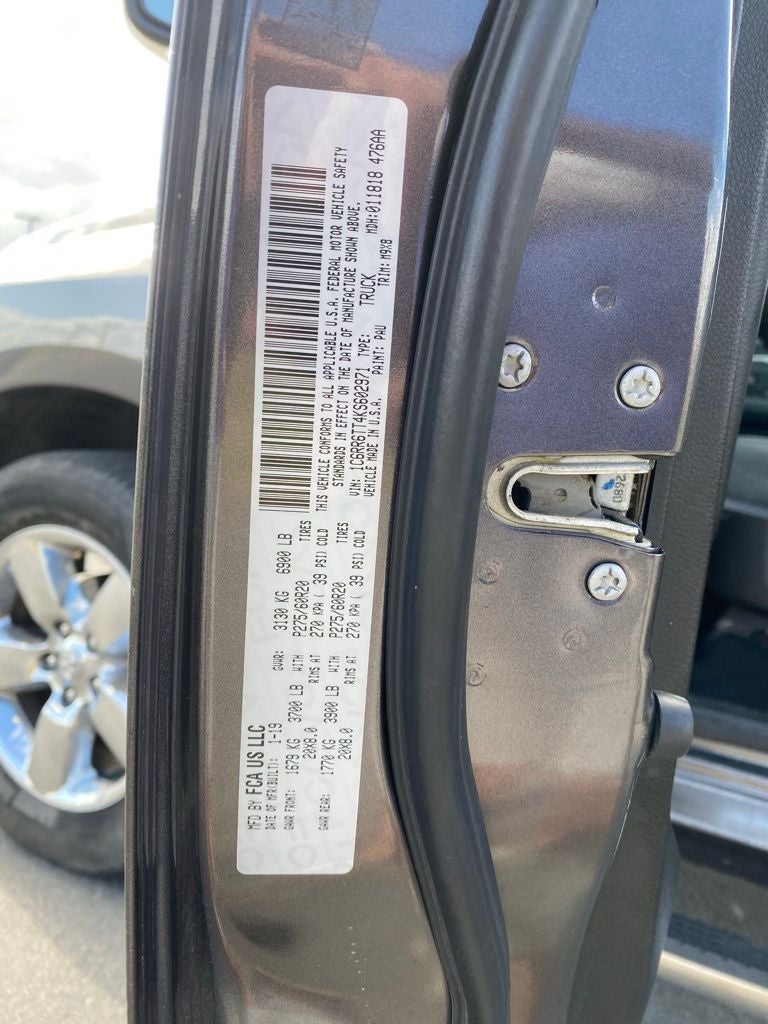 MFD BY FCA US LLC
DATE OF MFR(BUILT): 1-19 GVWR: 3130 KG 6900 LB
GAWR FRONT: 1679 KG 3700 LB WITH P275/60R20 TIRES
20X8.0 RIMS AT 270 KPA ( 39 PSI) COLD
GAWR REAR: 1770 KG 3900 LB WITH P275/60R20 TIRES
20X8.0 RIMS AT 270 KPA ( 39 PSI) COLD
THIS VEHICLE CONFORMS TO ALL APPLICABLE U.S.A. FEDERAL MOTOR VEHICLE SAFETY
STANDARDS IN EFFECT ON THE DATE OF MANUFACTURE SHOWN ABOVE.
VIN: 1C6RR6TT4KS602971 TYPE: TRUCK MDH:011818 476AA
VEHICLE MADE IN U.S.A. PAINT: PAU TRIM: M9X8